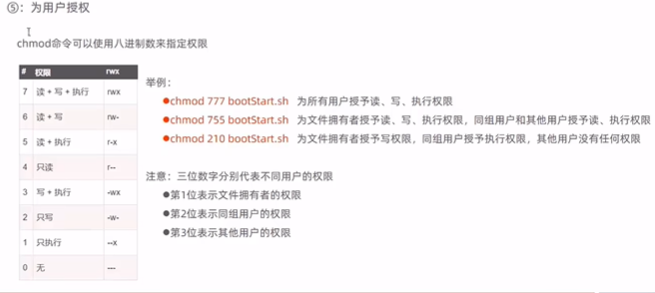 ⑤：为用户授权
chmod命令可以使用八进制数来指定权限
# 权限 rwx
7 读 + 写 + 执行 rwx
6 读 + 写 rw-
5 读 + 执行 r-x
4 只读 r--
3 写 + 执行 -wx
2 只写 -w-
1 只执行 --x
0 无 ---
举例：
●chmod 777 bootStart.sh 为所有用户授予读、写、执行权限
●chmod 755 bootStart.sh 为文件拥有者授予读、写、执行权限，同组用户和其他用户授予读、执行权限
●chmod 210 bootStart.sh 为文件拥有者授予写权限，同组用户授予执行权限，其他用户没有任何权限
注意：三位数字分别代表不同用户的权限
●第1位表示文件拥有者的权限
●第2位表示同组用户的权限
●第3位表示其他用户的权限